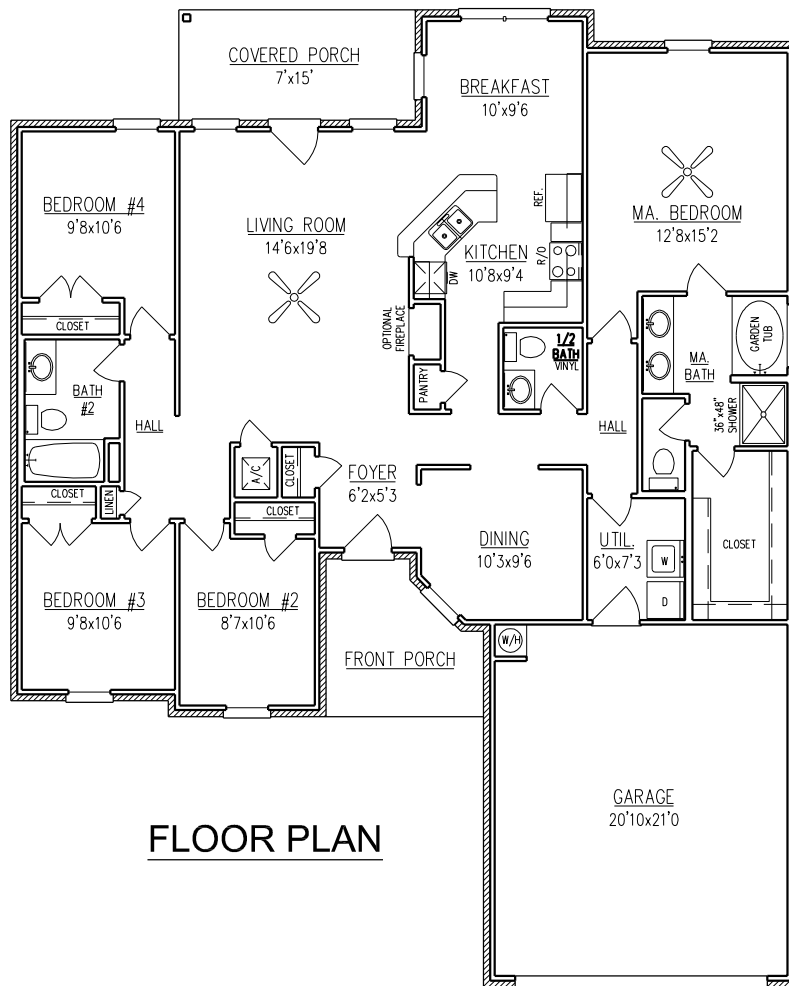 COVERED PORCH
7'x15'
BREAKFAST
10'x9'6
BEDROOM #4
9'8x10'6
LIVING ROOM
14'6x19'8
REF.
MA. BEDROOM
12'8x15'2
KITCHEN
10'8x9'4
R/O
DW
CLOSET
OPTIONAL
FIREPLACE
1/2
BATH
VINYL
GARDEN
TUB
MA.
BATH
BATH
#2
PANTRY
HALL
HALL
36"x48"
SHOWER
A/C
CLOSET
FOYER
6'2x5'3
CLOSET
LINEN
CLOSET
DINING
10'3x9'6
UTIL.
6'0x7'3
W
D
CLOSET
BEDROOM #3
9'8x10'6
BEDROOM #2
8'7x10'6
FRONT PORCH
W/H
GARAGE
20'10x21'0
FLOOR PLAN